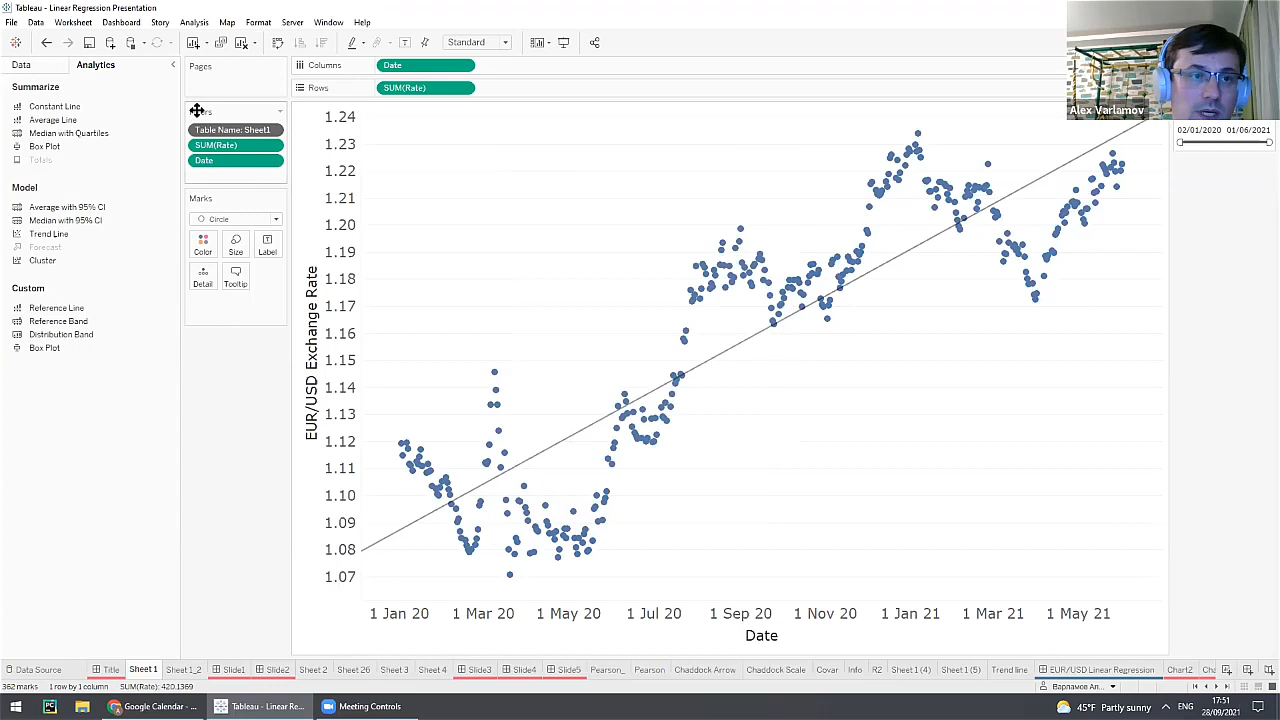 Tableau - Linear Regression Presentation
File Data Worksheet Dashboard Story Analysis Map Format Server Window Help
Standard
Data Analytics
Summarize
Constant Line
Average Line
Median with Quartiles
Box Plot
Totals
Model
Average with 95% CI
Median with 95% CI
Trend Line
Forecast
Cluster
Custom
Reference Line
Reference Band
Distribution Band
Box Plot
Pages
Table Name: Sheet1
SUM(Rate)
Date
Marks
Circle
Color Size Label
Detail Tooltip
Columns Date
Rows SUM(Rate)
Alex Varlamov
02/01/2020 01/06/2021
EUR/USD Exchange Rate
1.24
1.23
1.22
1.21
1.20
1.19
1.18
1.17
1.16
1.15
1.14
1.13
1.12
1.11
1.10
1.09
1.08
1.07
1 Jan 20 1 Mar 20 1 May 20 1 Jul 20 1 Sep 20 1 Nov 20 1 Jan 21 1 Mar 21 1 May 21
Date
Data Source Title Sheet 1 Sheet 1_2 Slide1 Slide2 Sheet 2 Sheet 26 Sheet 3 Sheet 4 Slide3 Slide4 Slide5 Pearson_ Pearson Chaddock Arrow Chaddock Scale Covar Info R2 Sheet 1 (4) Sheet 1 (5) Trend line EUR/USD Linear Regression Chart2
362 marks 1 row by 1 column SUM(Rate): 420.1369
Варламов Ал...
Google Calendar - ... Tableau - Linear Re... Meeting Controls
45°F Partly sunny ENG
17:51
28/09/2021